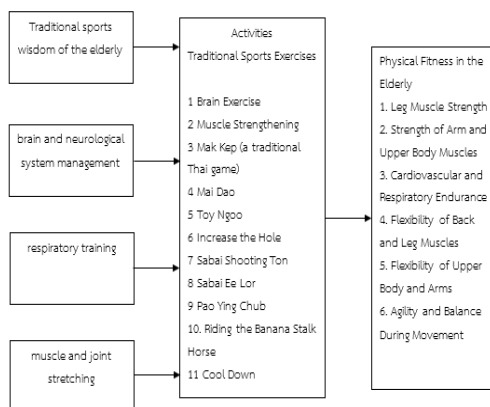 Traditional sports
wisdom of the elderly
brain and neurological
system management
respiratory training
muscle and joint
stretching
Activities
Traditional Sports Exercises
1 Brain Exercise
2 Muscle Strengthening
3 Mak Kep (a traditional
Thai game)
4 Mai Dao
5 Toy Ngoo
6 Increase the Hole
7 Sabai Shooting Ton
8 Sabai Ee Lor
9 Pao Ying Chub
10. Riding the Banana Stalk
Horse
11 Cool Down
Physical Fitness in the
Elderly
1. Leg Muscle Strength
2. Strength of Arm and
Upper Body Muscles
3. Cardiovascular and
Respiratory Endurance
4. Flexibility of Back
and Leg Muscles
5. Flexibility of Upper
Body and Arms
6. Agility and Balance
During Movement